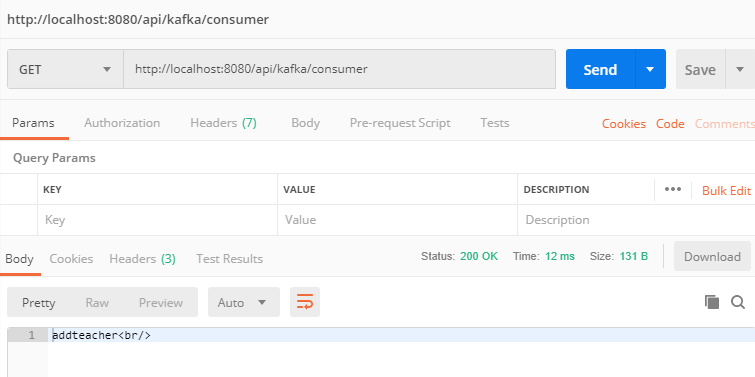 http://localhost:8080/api/kafka/consumer
GET http://localhost:8080/api/kafka/consumer Send Save
Params Authorization Headers (7) Body Pre-request Script Tests Cookies Code Comments
Query Params
KEY VALUE DESCRIPTION ••• Bulk Edit
Key Value Description
Body Cookies Headers (3) Test Results Status: 200 OK Time: 12 ms Size: 131 B Download
Pretty Raw Preview Auto
1 addteacher<br/>